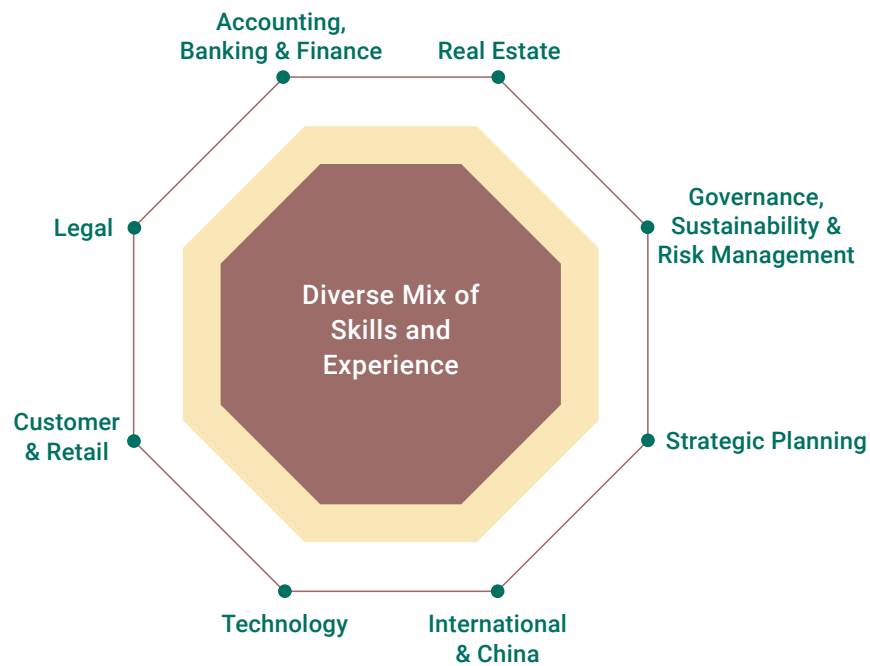 Accounting,
Banking & Finance
Real Estate
Governance,
Sustainability &
Risk Management
Legal
Diverse Mix of
Skills and
Experience
Customer
& Retail
Strategic Planning
Technology
International
& China